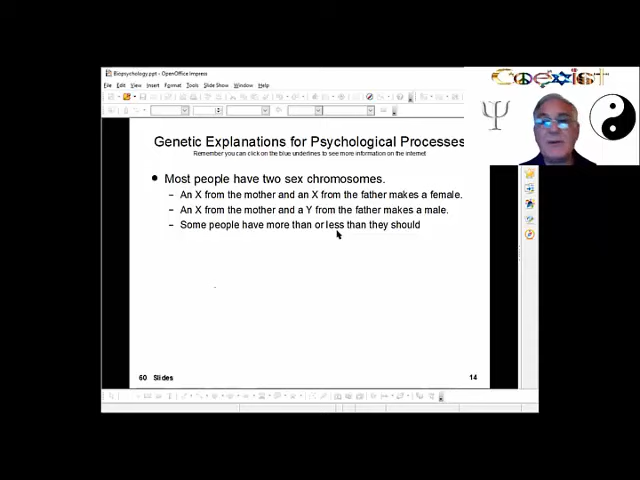 Biopsychology.ppt - OpenOffice Impress
File Edit View Insert Format Tools Slide Show Window Help
Coexist
Ψ
Genetic Explanations for Psychological Processes
Remember you can click on the blue underlines to see more information on the internet
• Most people have two sex chromosomes.
– An X from the mother and an X from the father makes a female.
– An X from the mother and a Y from the father makes a male.
– Some people have more than or less than they should
60 Slides
14